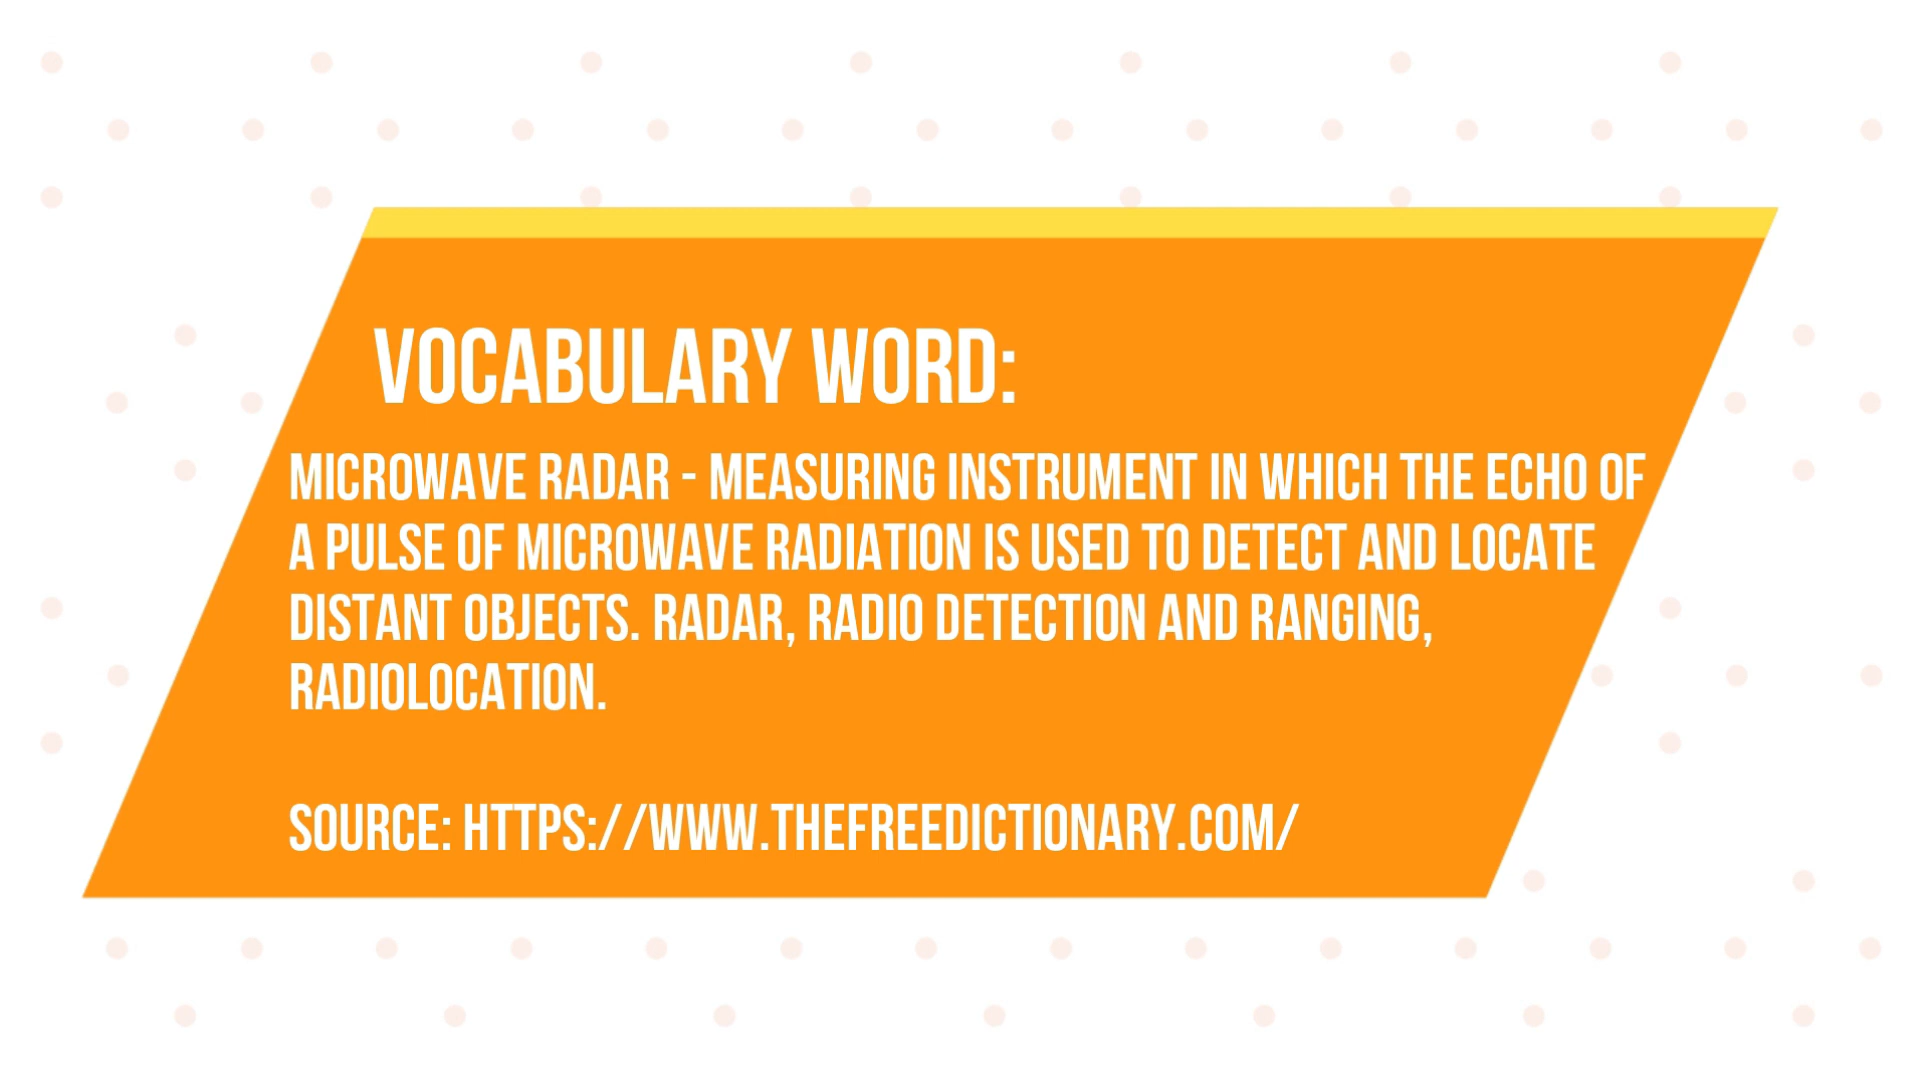 VOCABULARY WORD:
MICROWAVE RADAR - MEASURING INSTRUMENT IN WHICH THE ECHO OF
A PULSE OF MICROWAVE RADIATION IS USED TO DETECT AND LOCATE
DISTANT OBJECTS. RADAR, RADIO DETECTION AND RANGING,
RADIOLOCATION.
SOURCE: HTTPS://WWW.THEFREEDICTIONARY.COM/